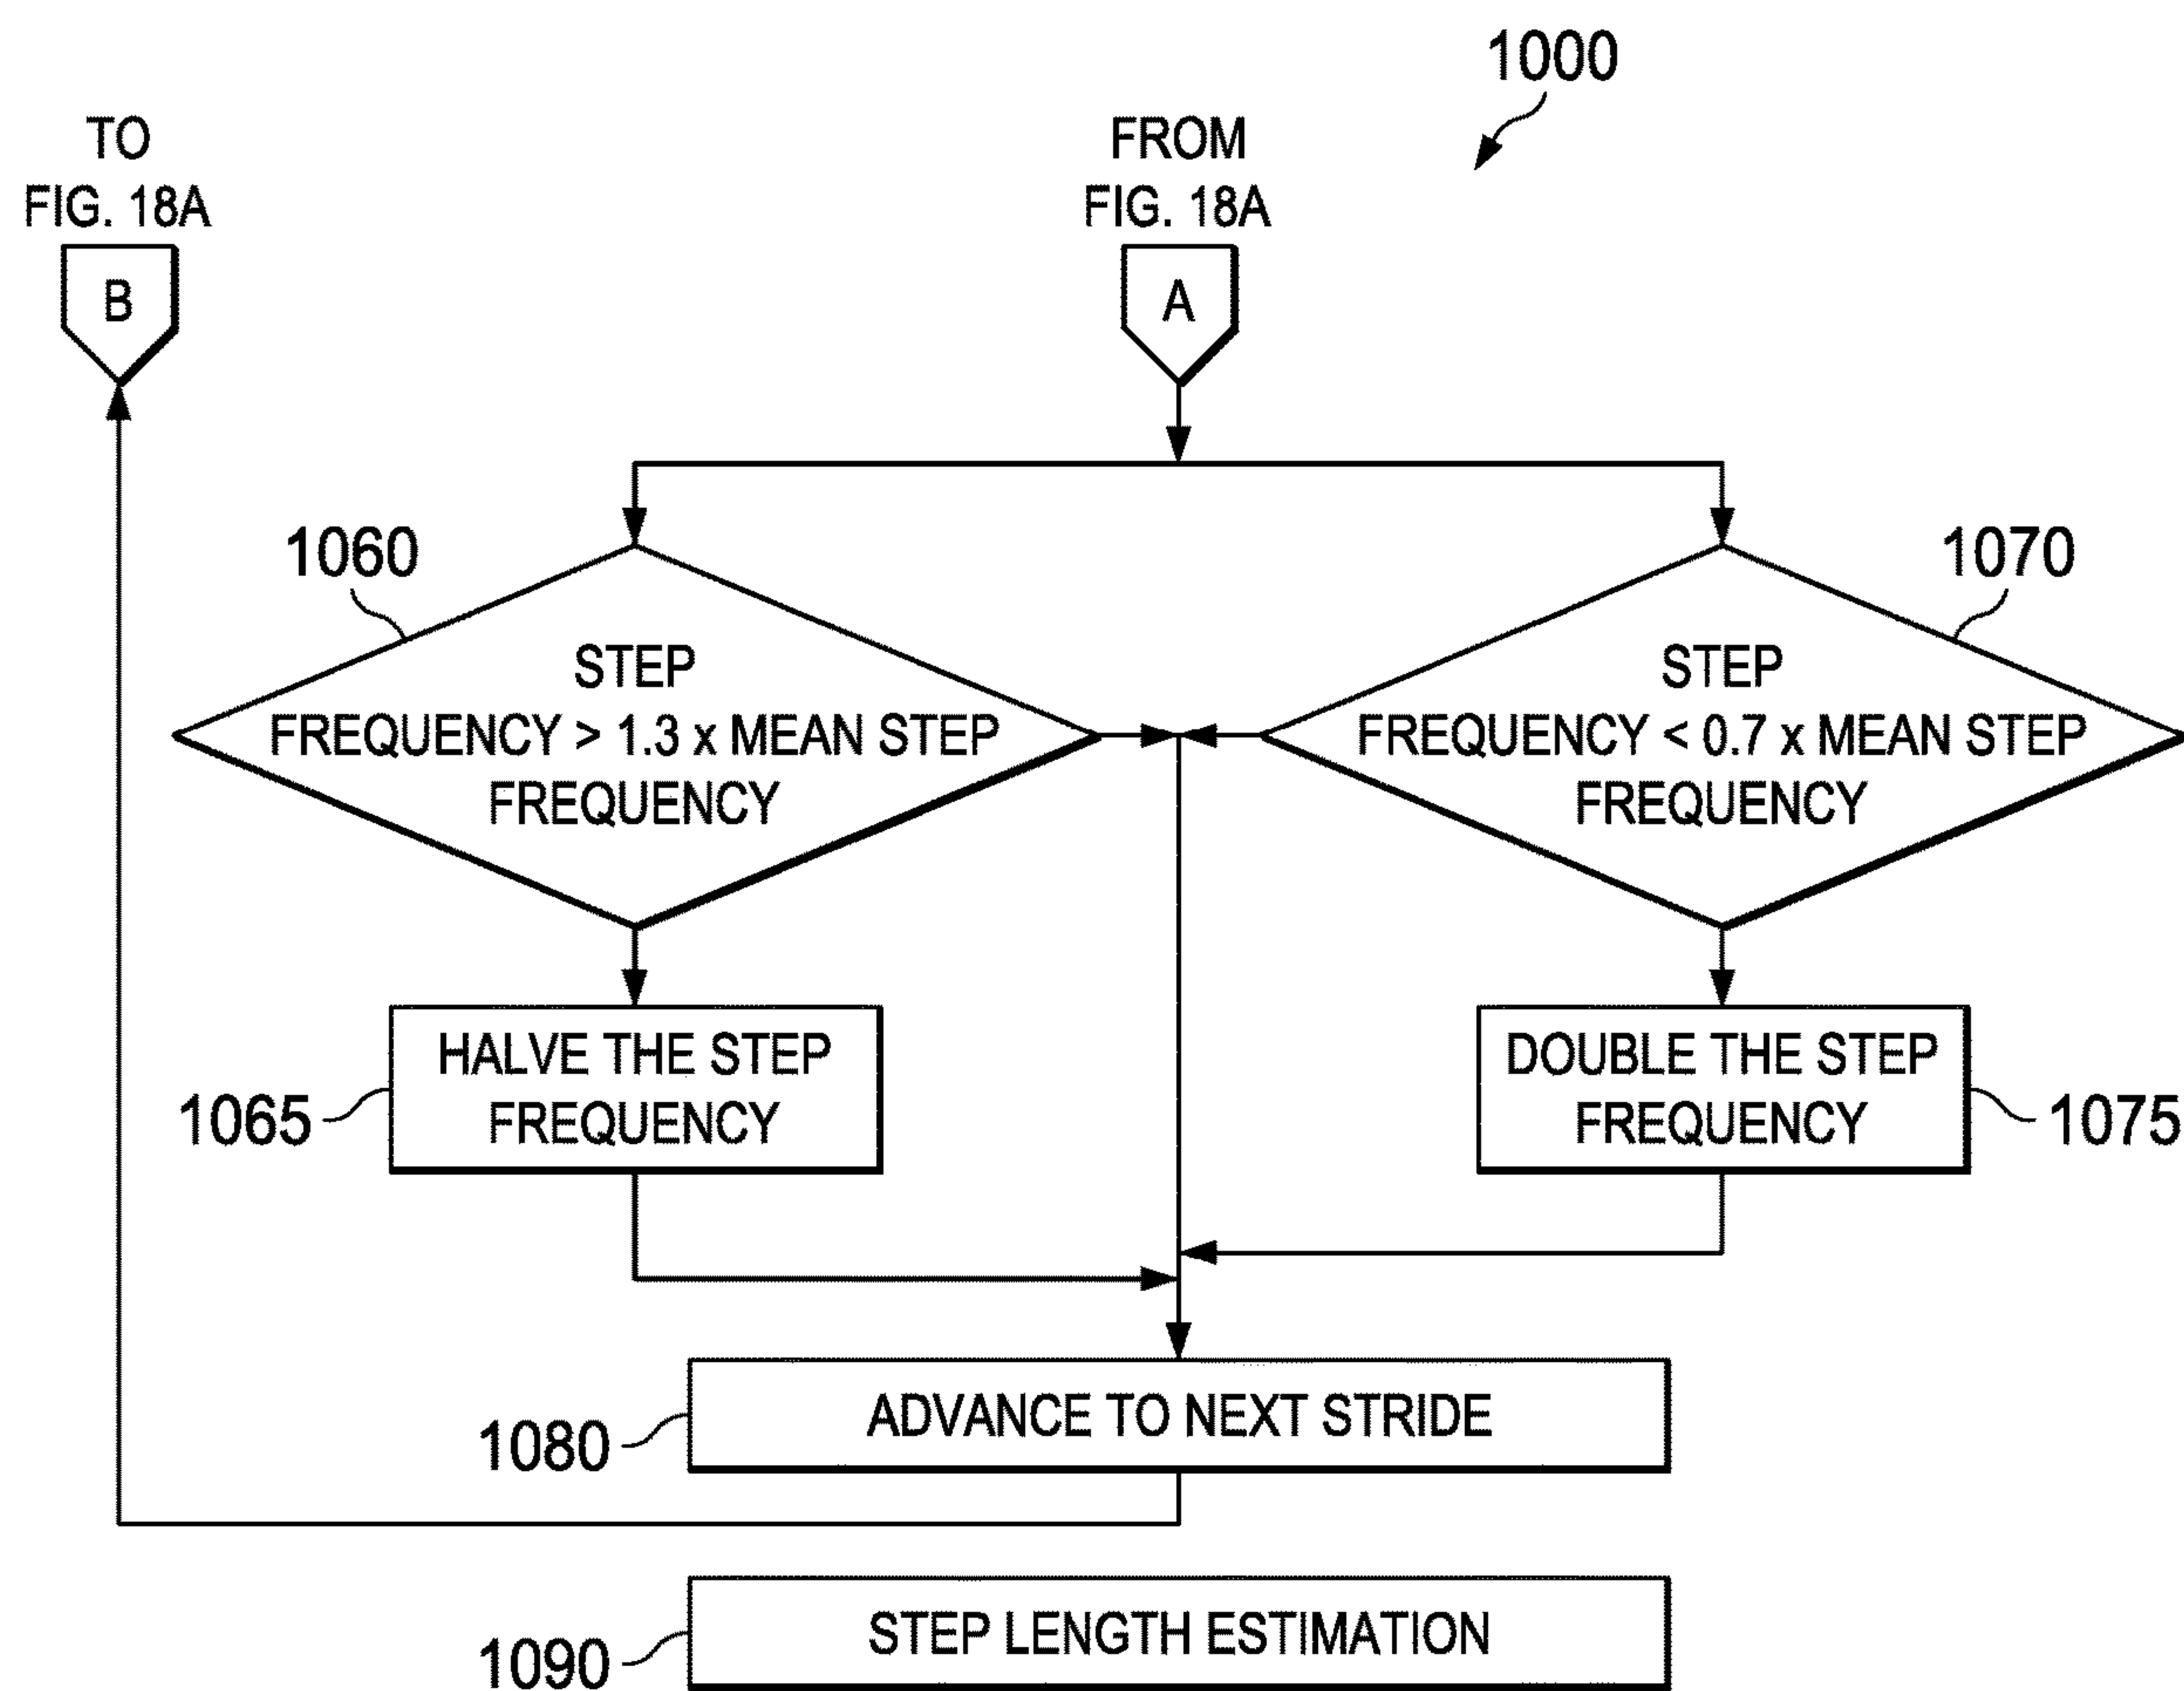 1000
TO
FIG. 18A
B
FROM
FIG. 18A
A
1060
STEP
FREQUENCY > 1.3 x MEAN STEP
FREQUENCY
1070
STEP
FREQUENCY < 0.7 x MEAN STEP
FREQUENCY
HALVE THE STEP
FREQUENCY
1065
DOUBLE THE STEP
FREQUENCY
1075
ADVANCE TO NEXT STRIDE
1080
STEP LENGTH ESTIMATION
1090